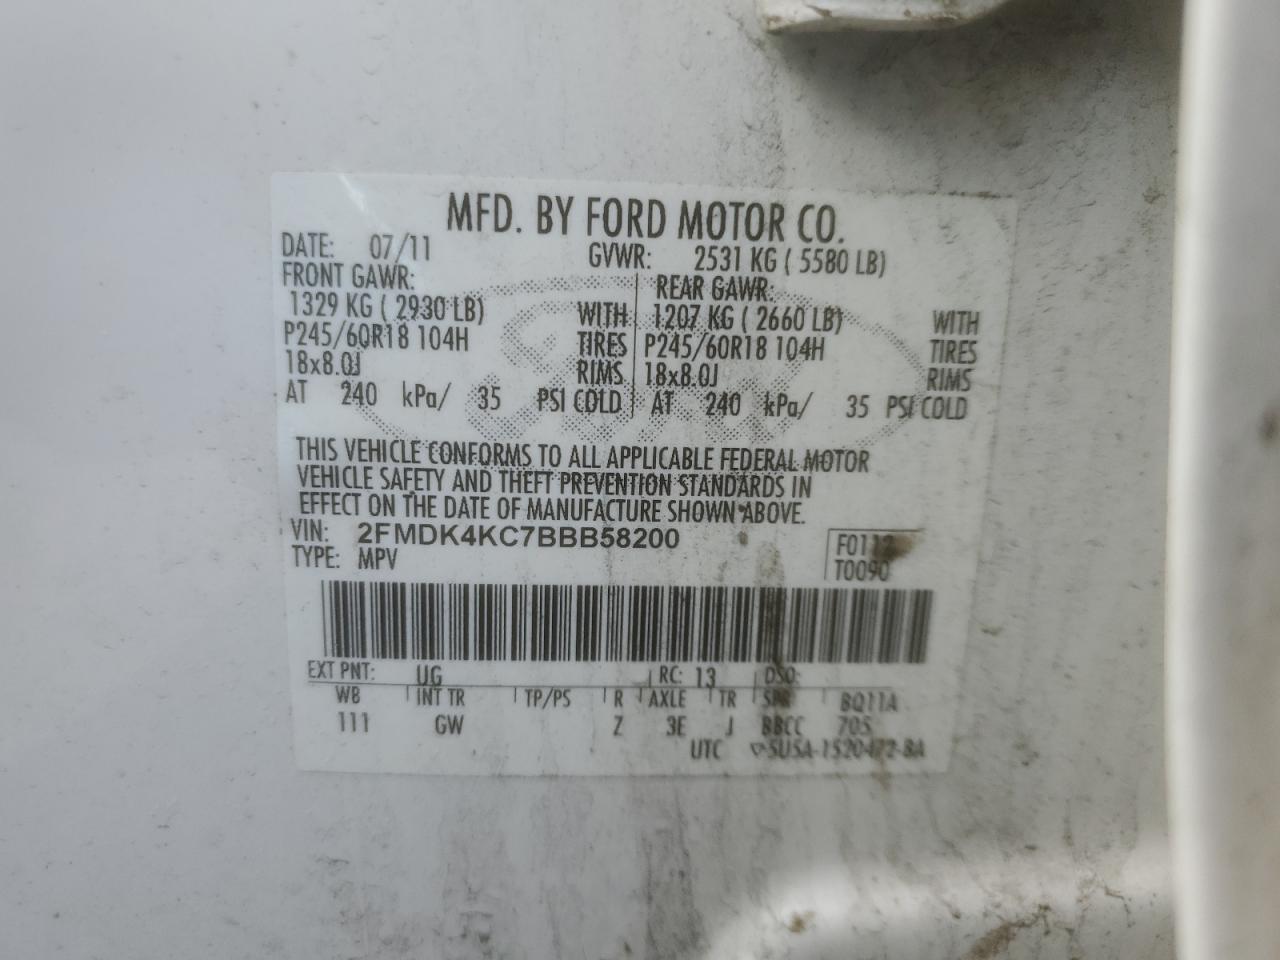 MFD. BY FORD MOTOR CO.
DATE: 07/11 GVWR: 2531 KG ( 5580 LB)
FRONT GAWR: REAR GAWR:
1329 KG ( 2930 LB) WITH 1207 KG ( 2660 LB) WITH
P245/60R18 104H TIRES P245/60R18 104H TIRES
18x8.0J RIMS 18x8.0J RIMS
AT 240 kPa/ 35 PSI COLD AT 240 kPa/ 35 PSI COLD
THIS VEHICLE CONFORMS TO ALL APPLICABLE FEDERAL MOTOR
VEHICLE SAFETY AND THEFT PREVENTION STANDARDS IN
EFFECT ON THE DATE OF MANUFACTURE SHOWN ABOVE.
VIN: 2FMDK4KC7BBB58200
TYPE: MPV
F0112
T0090
EXT PNT: UG RC: 13 DSO:
WB INT TR TP/PS R AXLE TR SPR BQ11A
111 GW Z 3E J BBCC 705
UTC 5U5A-1520472-BA